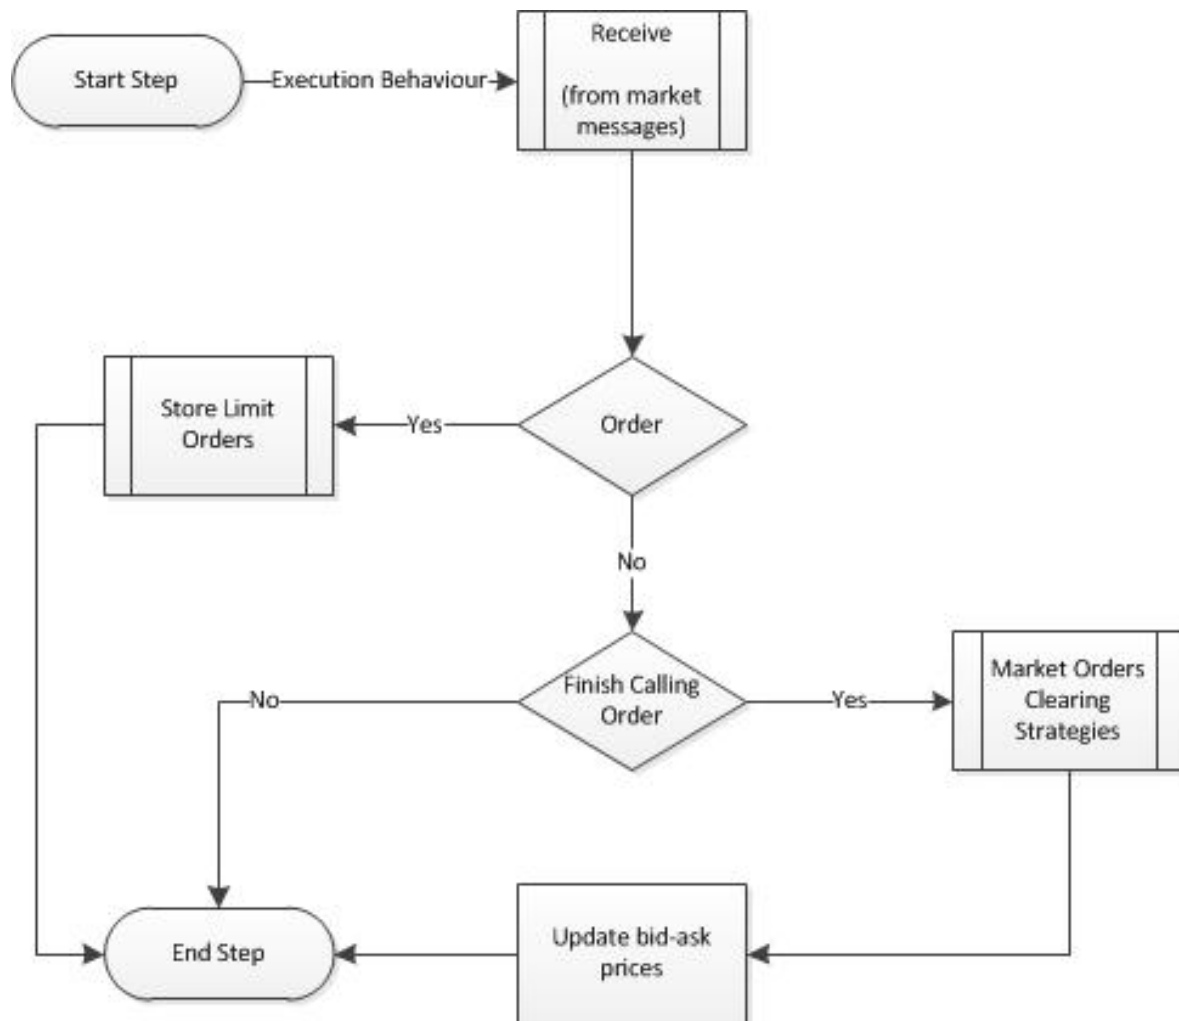 Receive
Start Step
Execution Behaviour
(from market
messages)
Store Limit
Orders
Yes
Order
No
Finish Calling
Order
No
Yes
Market Orders
Clearing
Strategies
End Step
Update bid-ask
prices